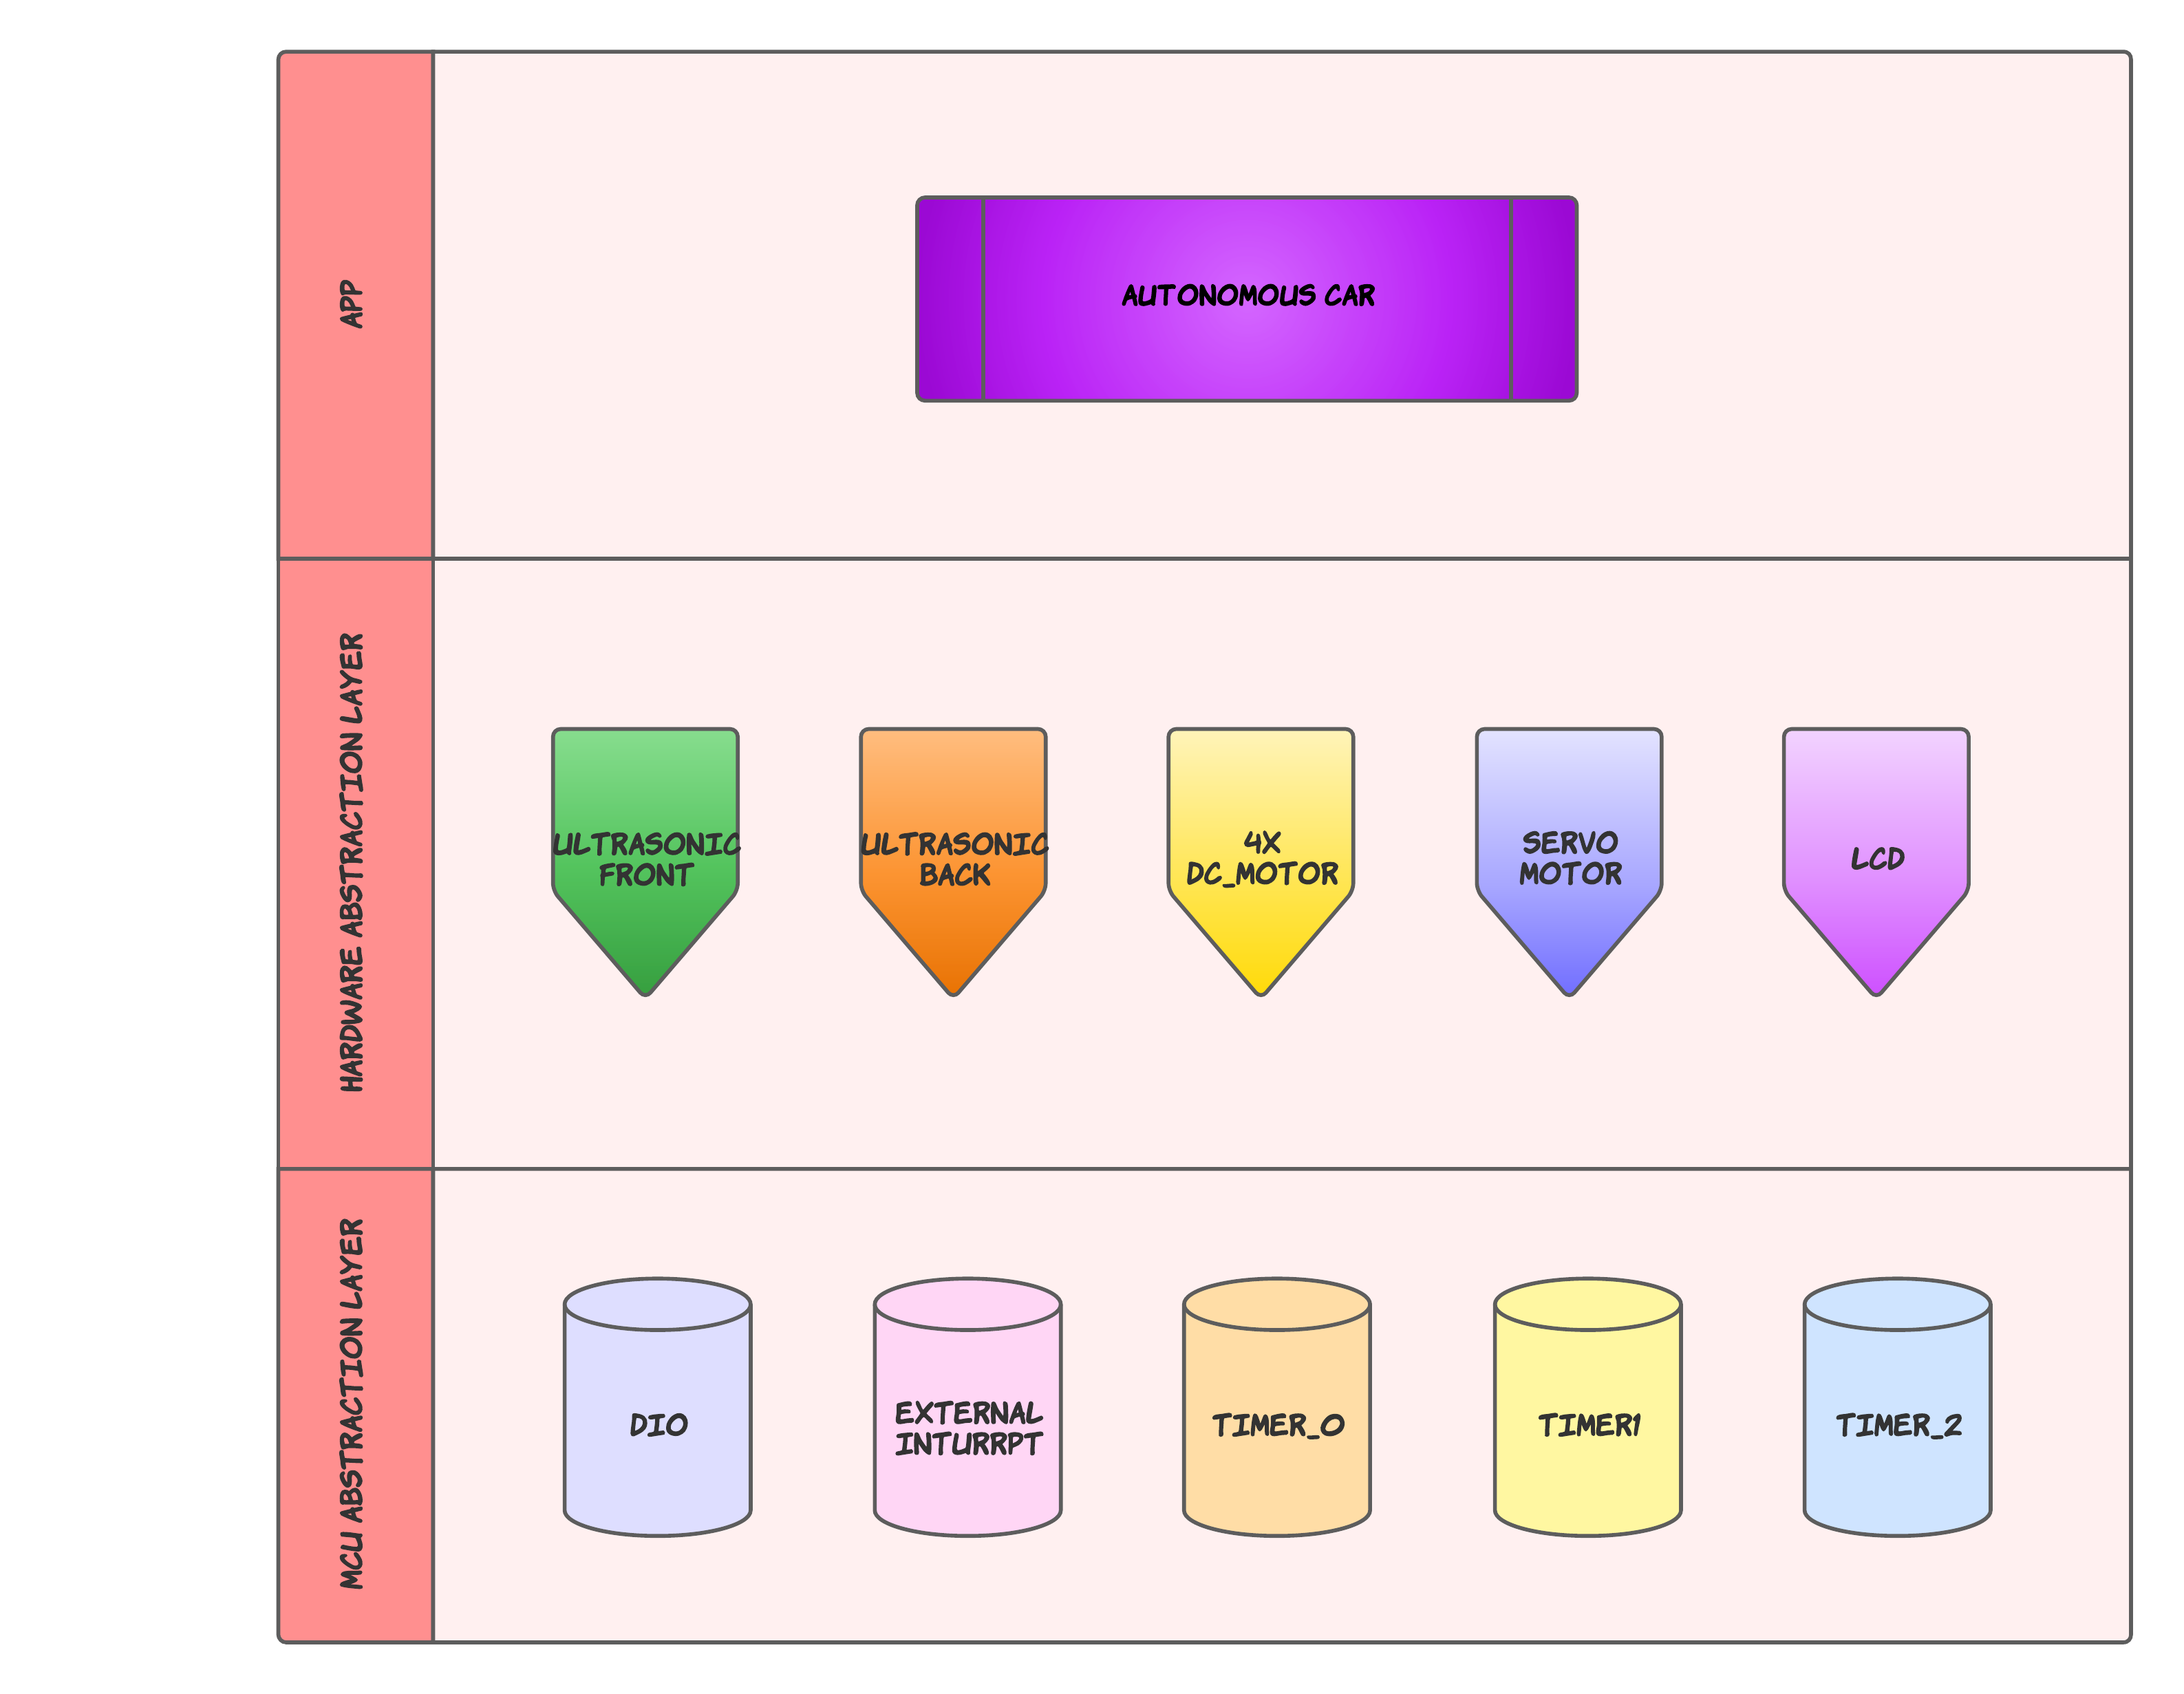 APP
AUTONOMOUS CAR
HARDWARE ABSTRACTION LAYER
ULTRASONIC
FRONT
ULTRASONIC
BACK
4X
DC_MOTOR
SERVO
MOTOR
LCD
MCU ABSTRACTION LAYER
DIO
EXTERNAL
INTURRPT
TIMER_0
TIMER1
TIMER_2